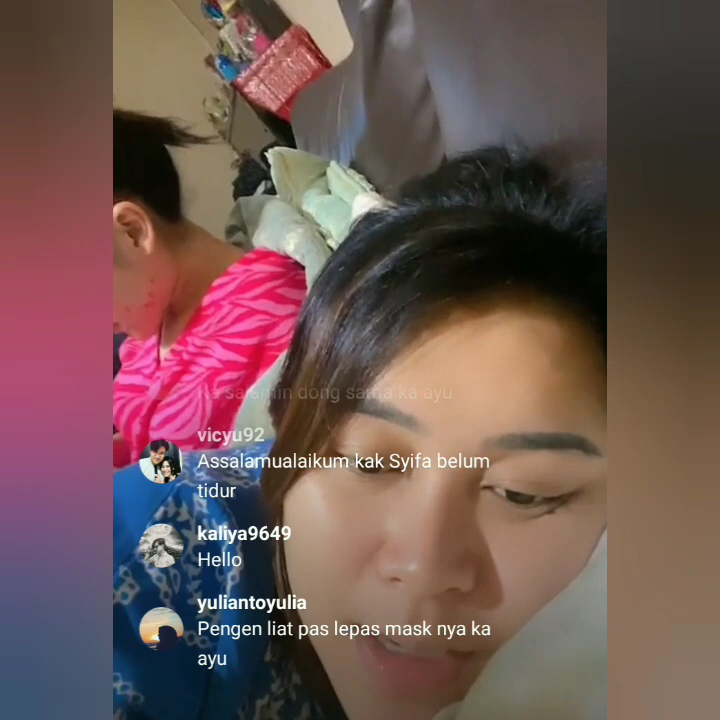 Ka salamin dong sama ka ayu
vicyu92
Assalamualaikum kak Syifa belum
tidur
kaliya9649
Hello
yuliantoyulia
Pengen liat pas lepas mask nya ka
ayu